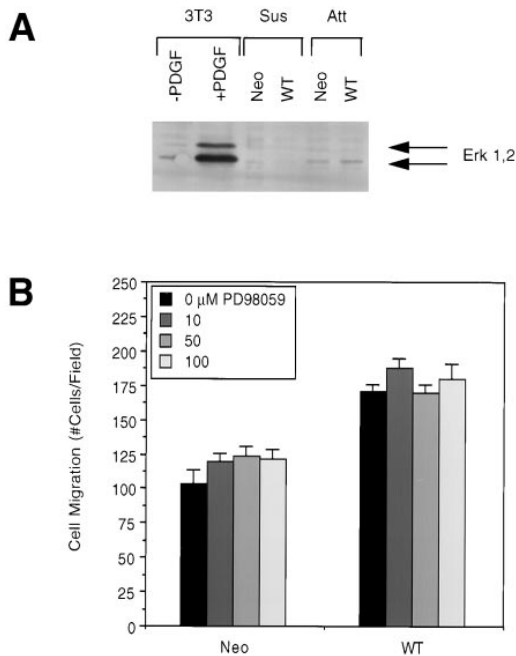 A
3T3 Sus Att
-PDGF +PDGF Neo WT Neo WT
Erk 1,2
B
250
225
200
175
150
125
100
75
50
25
0
Cell Migration (#Cells/Field)
0 µM PD98059
10
50
100
Neo WT